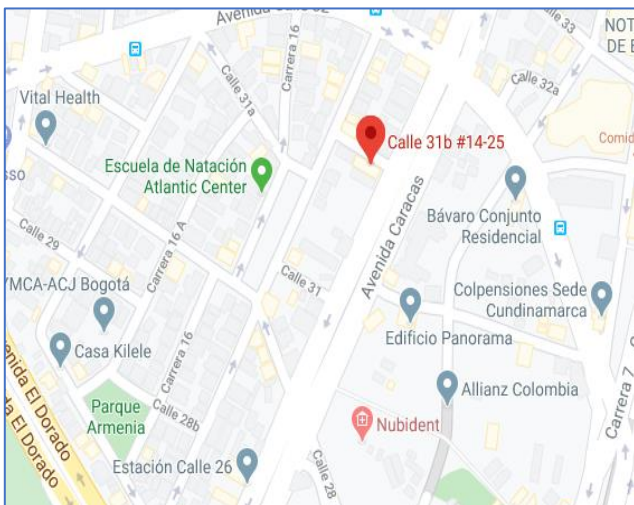 Avenida Calle 32
Calle 33
NOT
DE E
Carrera 16
Calle 31a
Calle 32a
Vital Health
Calle 31b #14-25
Comid
sso
Escuela de Natación
Atlantic Center
Bávaro Conjunto
Residencial
Avenida Caracas
Calle 29
Carrera 16 A
Calle 31
YMCA-ACJ Bogotá
Colpensiones Sede
Cundinamarca
Edificio Panorama
Casa Kilele
Carrera 16
Carrera 7
Allianz Colombia
Avenida El Dorado
da El Dorado
Parque
Armenia
Calle 28b
Nubident
Estación Calle 26
Calle 28